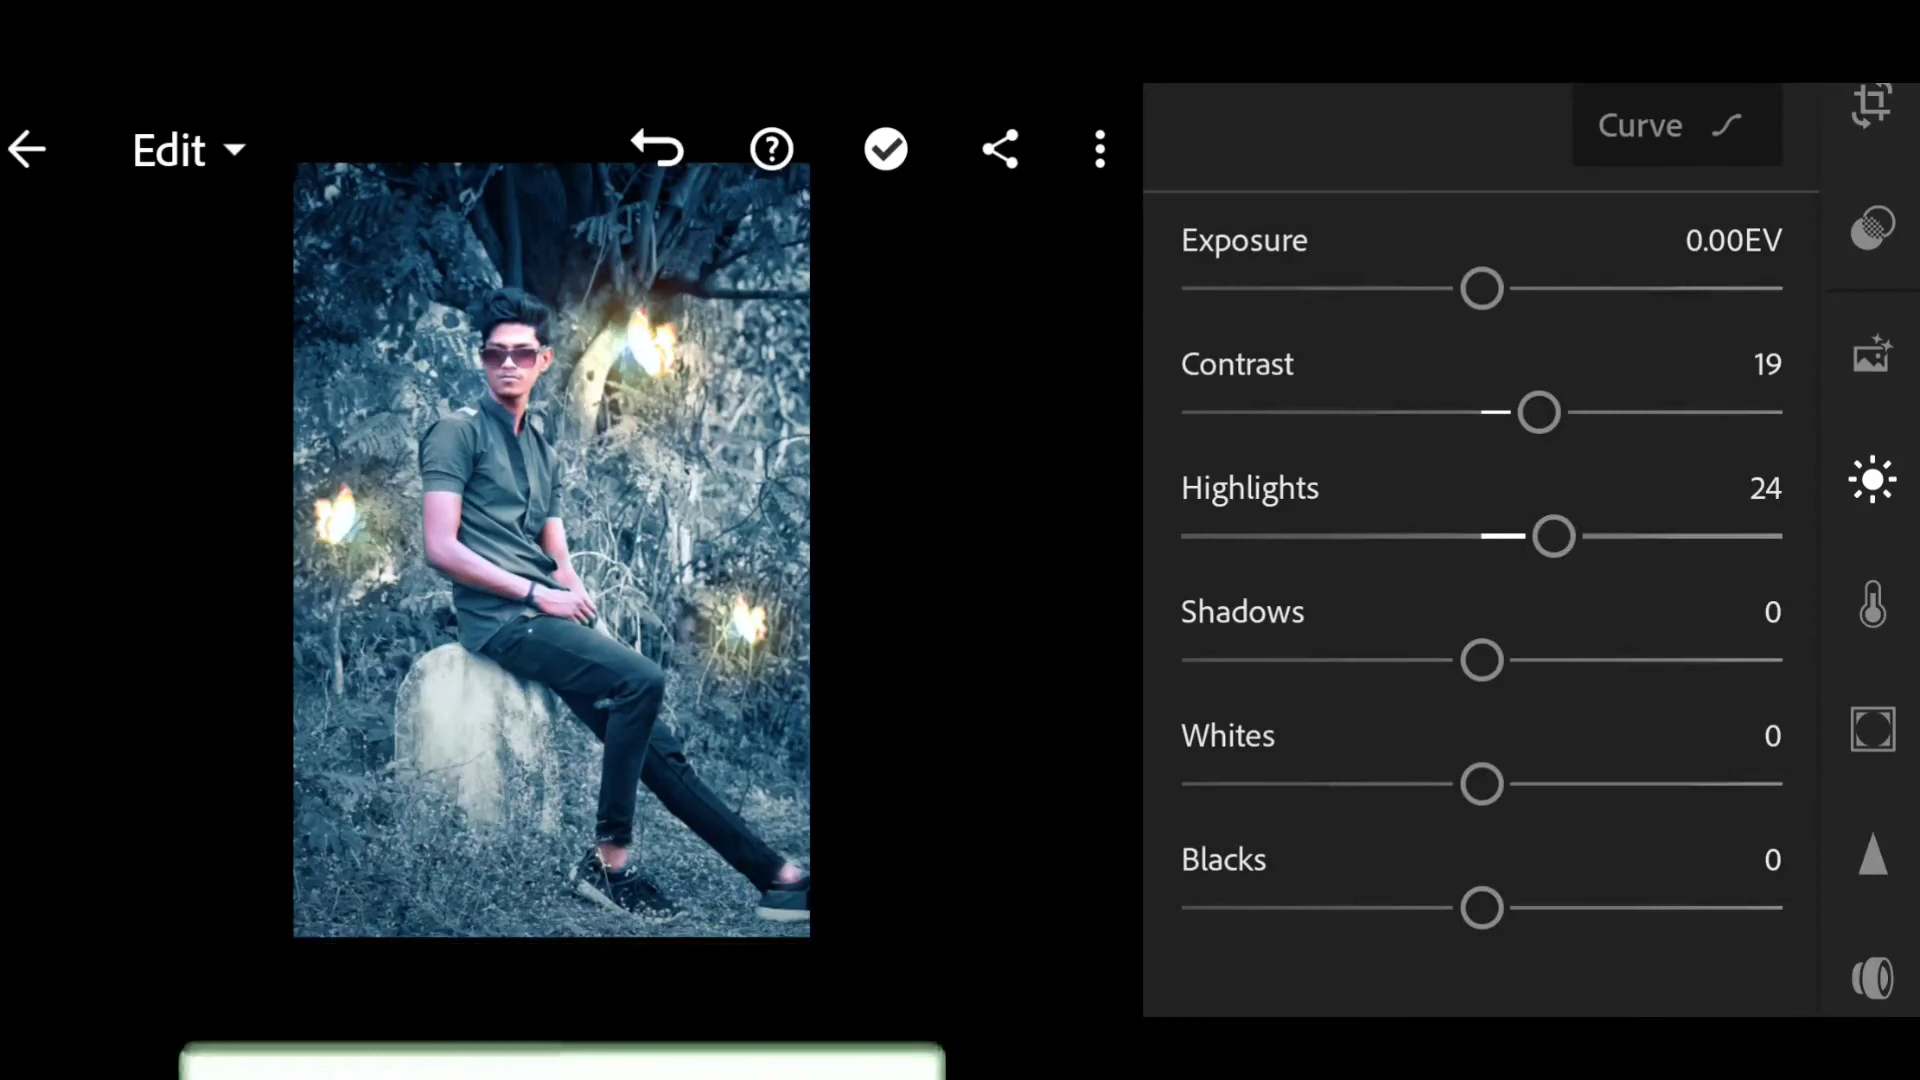 Edit
Curve
Exposure 0.00EV
Contrast 19
Highlights 24
Shadows 0
Whites 0
Blacks 0